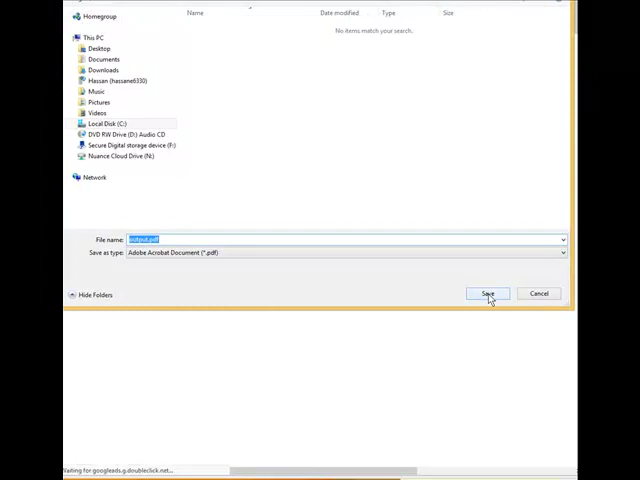 Homegroup
Name Date modified Type Size
No items match your search.
This PC
Desktop
Documents
Downloads
Hassan (hassane6330)
Music
Pictures
Videos
Local Disk (C:)
DVD RW Drive (D:) Audio CD
Secure Digital storage device (F:)
Nuance Cloud Drive (N:)
Network
File name: output.pdf
Save as type: Adobe Acrobat Document (*.pdf)
Hide Folders Save Cancel
Waiting for googleads.g.doubleclick.net...